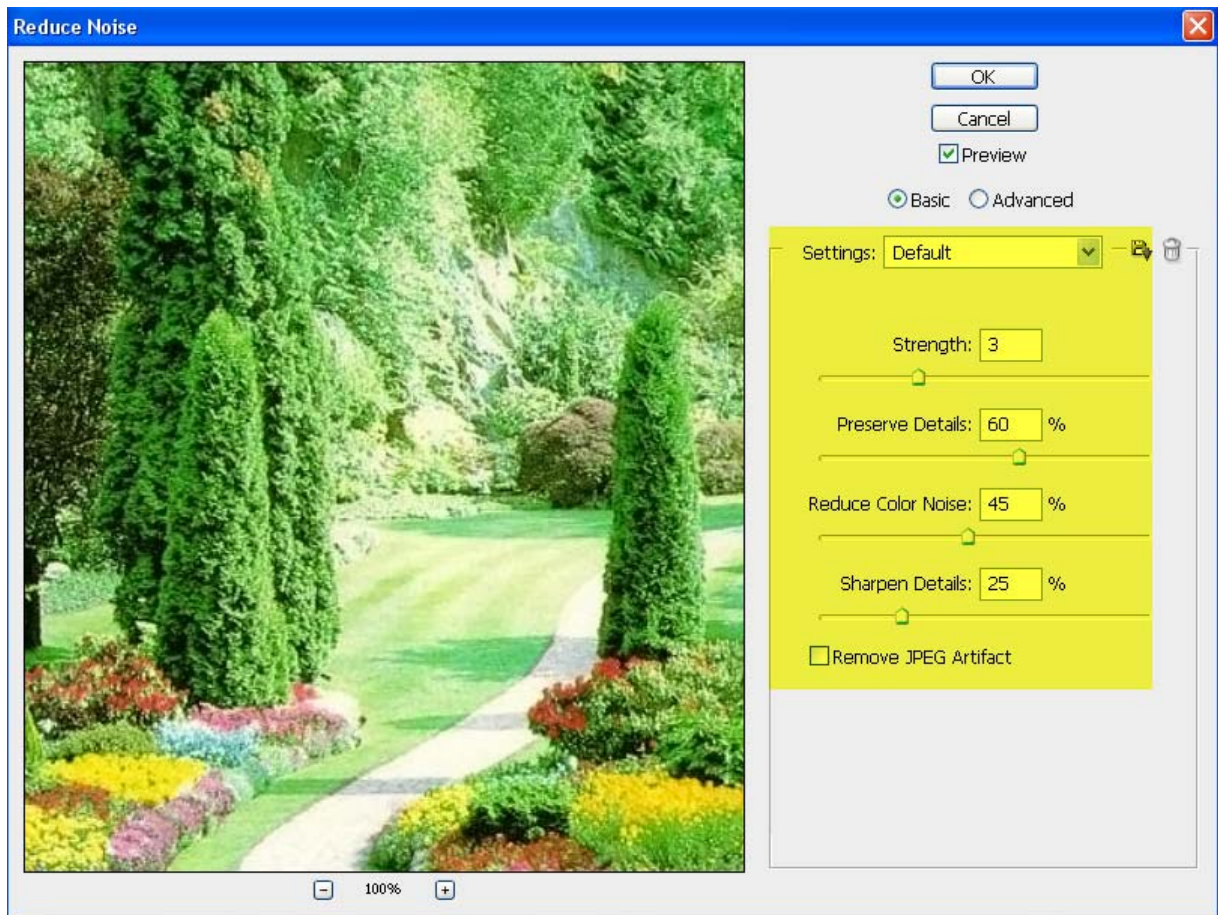 Reduce Noise
OK
Cancel
Preview
Basic Advanced
Settings: Default
Strength: 3
Preserve Details: 60 %
Reduce Color Noise: 45 %
Sharpen Details: 25 %
Remove JPEG Artifact
100%